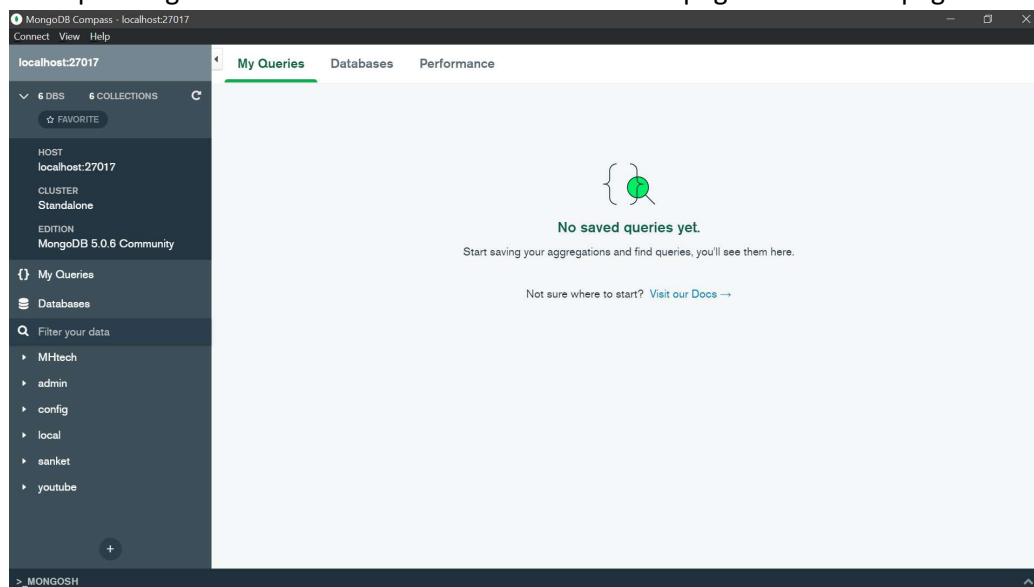 MongoDB Compass - localhost:27017
Connect View Help
localhost:27017
6 DBS 6 COLLECTIONS
FAVORITE
HOST
localhost:27017
CLUSTER
Standalone
EDITION
MongoDB 5.0.6 Community
{} My Queries
Databases
Filter your data
MHtech
admin
config
local
sanket
youtube
+
>_MONGOSH
My Queries Databases Performance
No saved queries yet.
Start saving your aggregations and find queries, you'll see them here.
Not sure where to start? Visit our Docs →